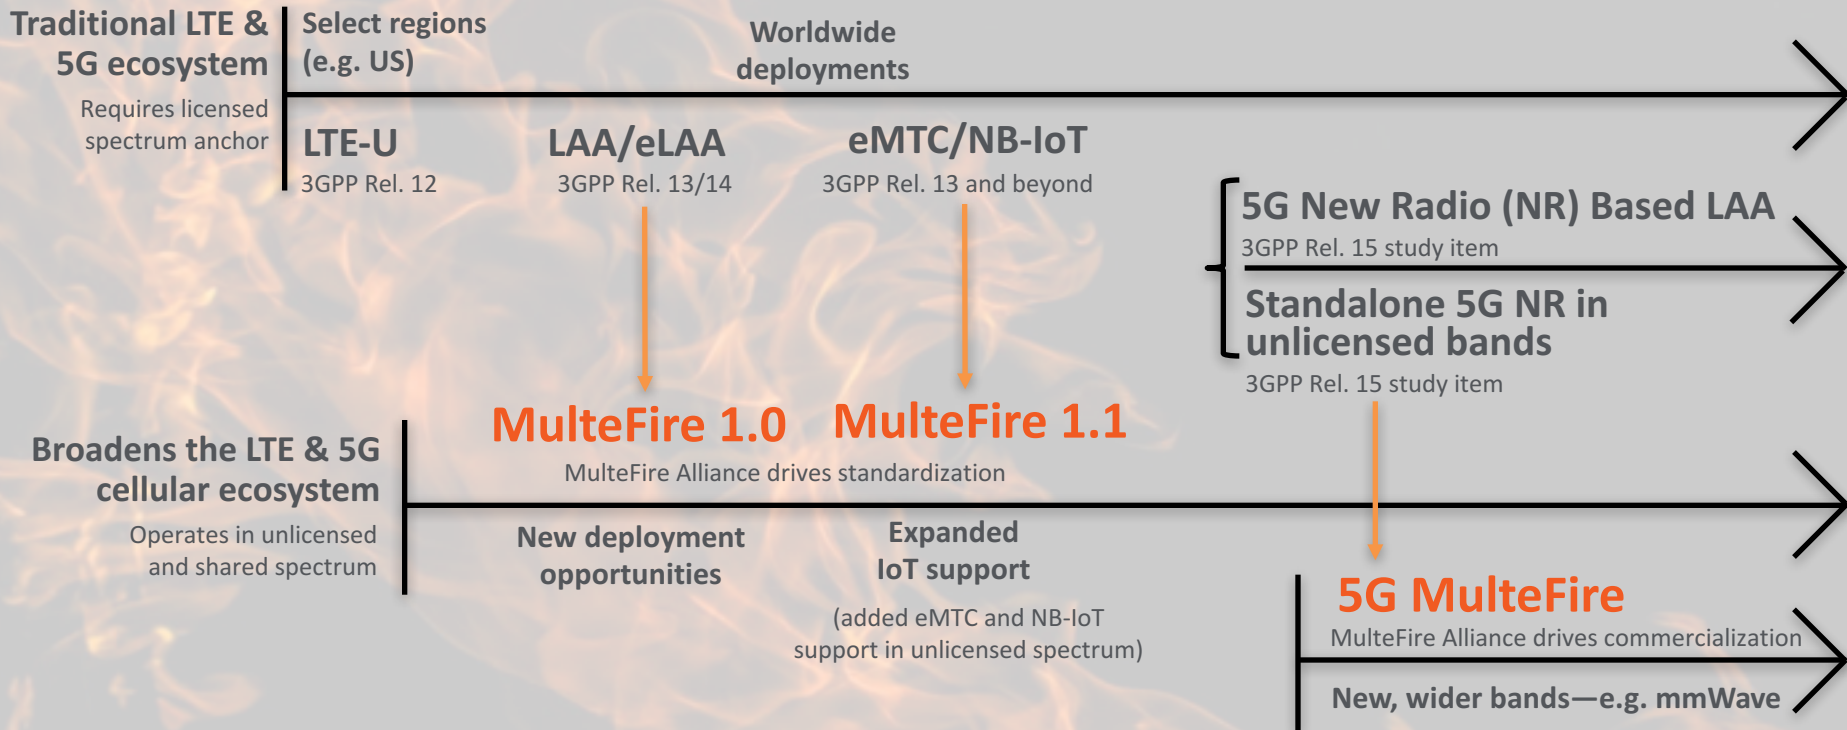 Traditional LTE &
5G ecosystem
Requires licensed
spectrum anchor
Select regions
(e.g. US)
Worldwide
deployments
LTE-U
3GPP Rel. 12
LAA/eLAA
3GPP Rel. 13/14
eMTC/NB-IoT
3GPP Rel. 13 and beyond
5G New Radio (NR) Based LAA
3GPP Rel. 15 study item
Standalone 5G NR in
unlicensed bands
3GPP Rel. 15 study item
Broadens the LTE & 5G
cellular ecosystem
Operates in unlicensed
and shared spectrum
MulteFire 1.0
MulteFire 1.1
MulteFire Alliance drives standardization
New deployment
opportunities
Expanded
IoT support
(added eMTC and NB-IoT
support in unlicensed spectrum)
5G MulteFire
MulteFire Alliance drives commercialization
New, wider bands—e.g. mmWave